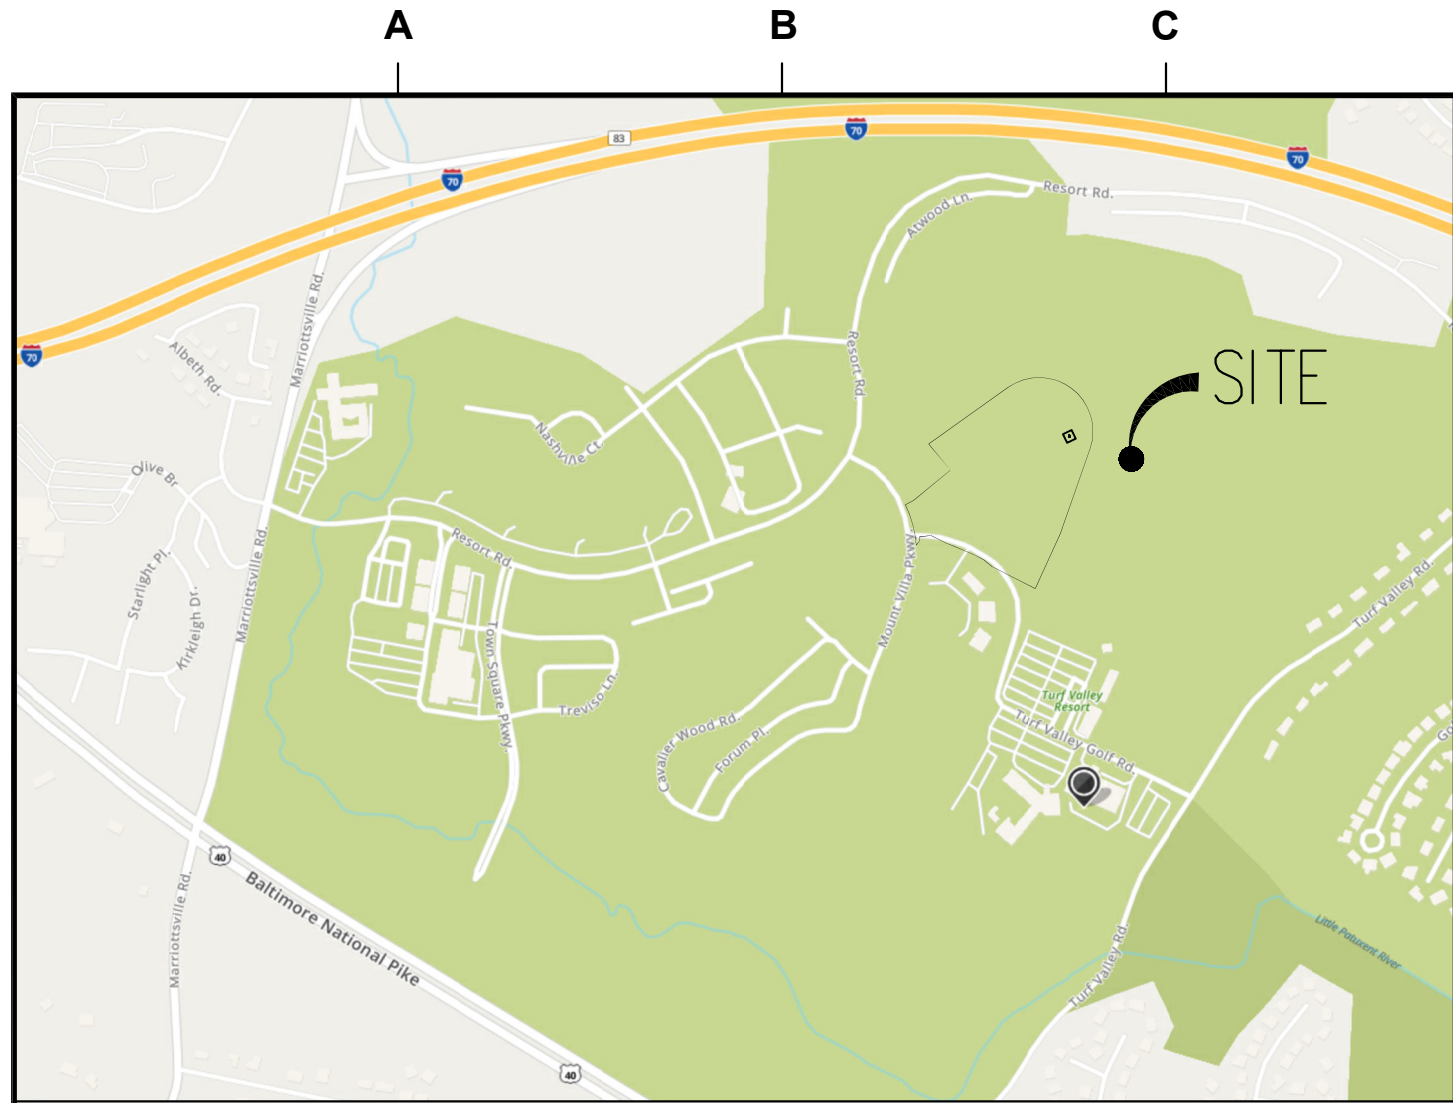 A
B
C
83
70
70
70
70
Resort Rd.
Atwood Ln.
Marriottsville Rd.
Albeth Rd.
Resort Rd.
SITE
Nashville Ct.
Olive Br
Resort Rd.
Marriottsville Rd.
Starlight Pl.
Kirkleigh Dr.
Mount Villa Pkwy.
Turf Valley Rd.
Town Square Pkwy.
Treviso Ln.
Turf Valley
Resort
Turf Valley Golf Rd.
Cavalier Wood Rd.
Forum Pl.
Go
40
Baltimore National Pike
Marriottsville Rd.
Turf Valley Rd.
Little Patuxent River
40